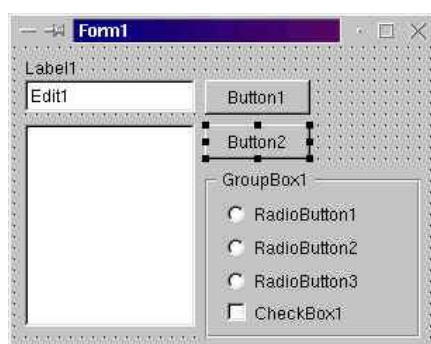 Form1
Label1
Edit1
Button1
Button2
GroupBox1
RadioButton1
RadioButton2
RadioButton3
CheckBox1